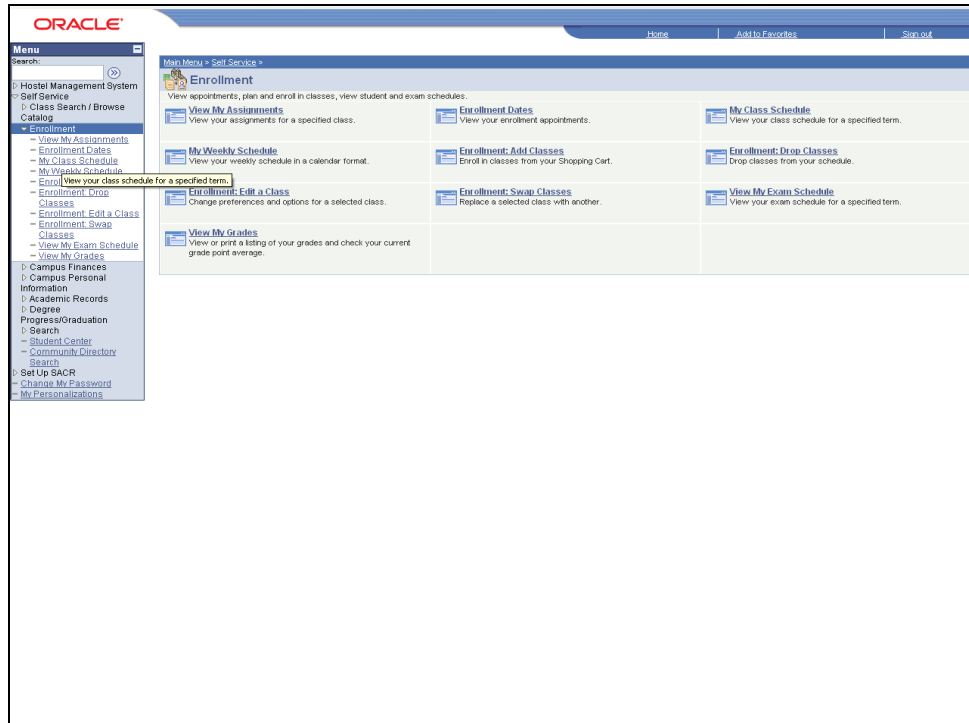 ORACLE
Home
Add to Favorites
Sign out
Menu
Search:
Hostel Management System
Self Service
Class Search / Browse
Catalog
Enrollment
View My Assignments
Enrollment Dates
My Class Schedule
My Weekly Schedule
Enrol
View your class schedule for a specified term.
Enrollment: Drop
Classes
Enrollment: Edit a Class
Enrollment: Swap
Classes
View My Exam Schedule
View My Grades
Campus Finances
Campus Personal
Information
Academic Records
Degree
Progress/Graduation
Search
Student Center
Community Directory
Search
Set Up SACR
Change My Password
My Personalizations
Main Menu > Self Service >
Enrollment
View appointments, plan and enroll in classes, view student and exam schedules.
View My Assignments
View your assignments for a specified class.
Enrollment Dates
View your enrollment appointments.
My Class Schedule
View your class schedule for a specified term.
My Weekly Schedule
View your weekly schedule in a calendar format.
Enrollment: Add Classes
Enroll in classes from your Shopping Cart.
Enrollment: Drop Classes
Drop classes from your schedule.
Enrollment: Edit a Class
Change preferences and options for a selected class.
Enrollment: Swap Classes
Replace a selected class with another.
View My Exam Schedule
View your exam schedule for a specified term.
View My Grades
View or print a listing of your grades and check your current
grade point average.